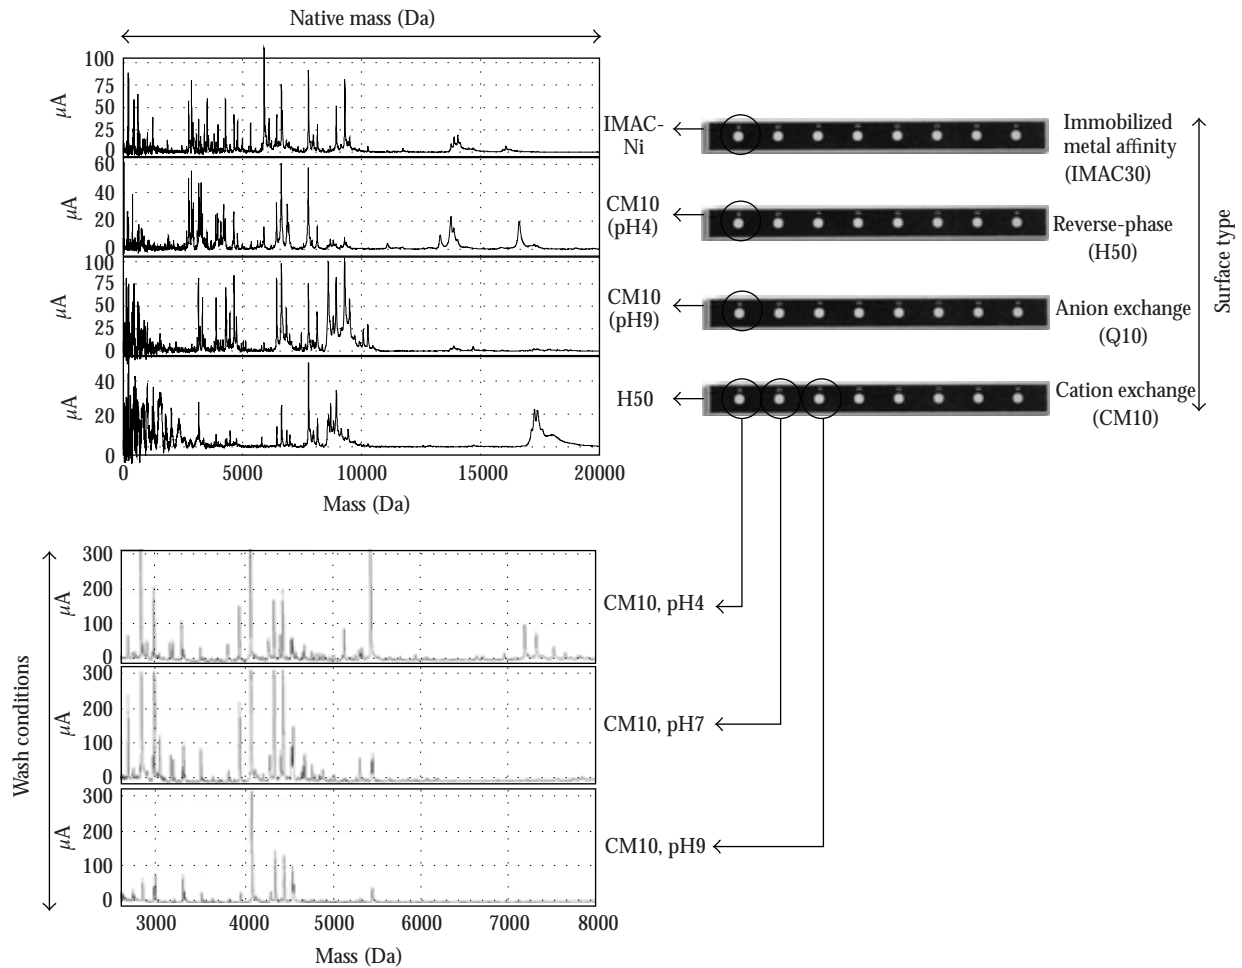 Native mass (Da)
100
75
50
25
0
μA
IMAC-
Ni
60
40
20
0
μA
CM10
(pH4)
100
75
50
25
0
μA
CM10
(pH9)
40
20
0
μA
H50
0
5000
10000
15000
20000
Mass (Da)
Immobilized
metal affinity
(IMAC30)
Reverse-phase
(H50)
Anion exchange
(Q10)
Cation exchange
(CM10)
Surface type
Wash conditions
300
200
100
0
μA
CM10, pH4
300
200
100
0
μA
CM10, pH7
300
200
100
0
μA
CM10, pH9
3000
4000
5000
6000
7000
8000
Mass (Da)